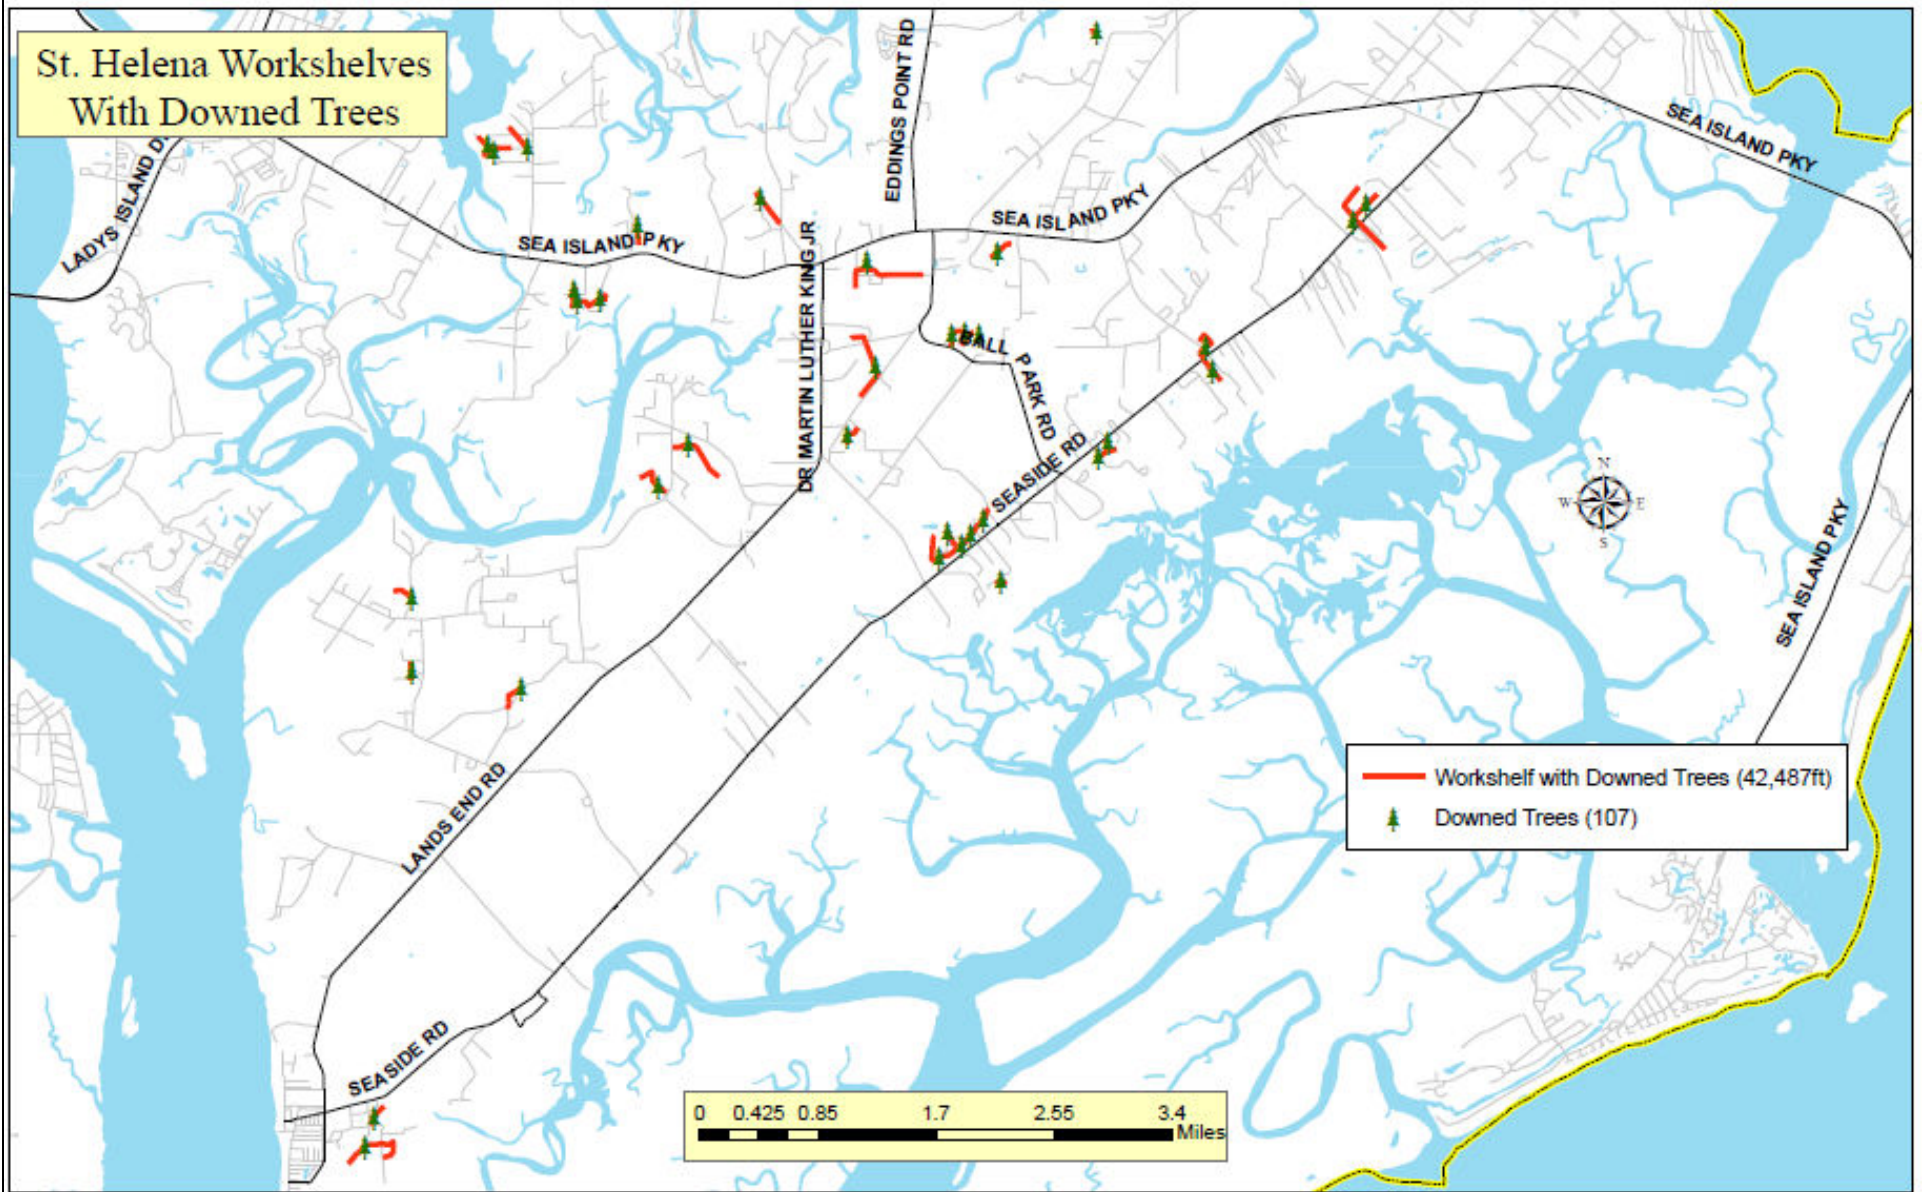 St. Helena Workshelves
With Downed Trees
EDDINGS POINT RD
SEA ISLAND PKY
LADYS ISLAND D
SEA ISLAND PKY
SEA ISLAND PKY
DR MARTIN LUTHER KING JR
BALL PARK RD
SEASIDE RD
N
W E
S
SEA ISLAND PKY
Workshelf with Downed Trees (42,487ft)
Downed Trees (107)
LANDS END RD
SEASIDE RD
0 0.425 0.85 1.7 2.55 3.4
Miles